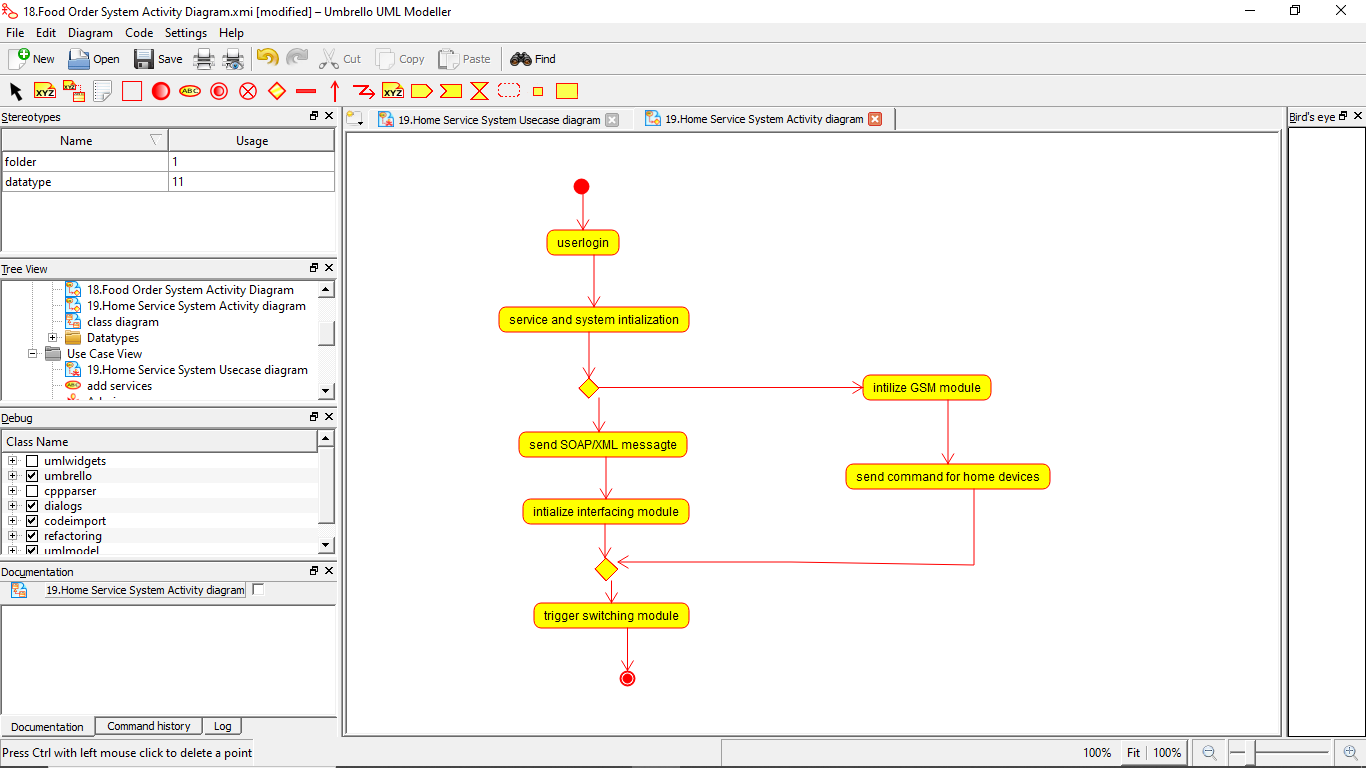 18.Food Order System Activity Diagram.xmi [modified] – Umbrello UML Modeller
File Edit Diagram Code Settings Help
New Open Save Cut Copy Paste Find
XYZ XYZ ABC XYZ
Stereotypes
Name Usage
folder 1
datatype 11
Tree View
18.Food Order System Activity Diagram
19.Home Service System Activity diagram
class diagram
Datatypes
Use Case View
19.Home Service System Usecase diagram
add services
Debug
Class Name
umlwidgets
umbrello
cppparser
dialogs
codeimport
refactoring
umlmodel
Documentation
19.Home Service System Activity diagram
Documentation Command history Log
Press Ctrl with left mouse click to delete a point
19.Home Service System Usecase diagram
19.Home Service System Activity diagram
userlogin
service and system intialization
intilize GSM module
send SOAP/XML messagte
send command for home devices
intialize interfacing module
trigger switching module
Bird's eye
100% Fit 100%